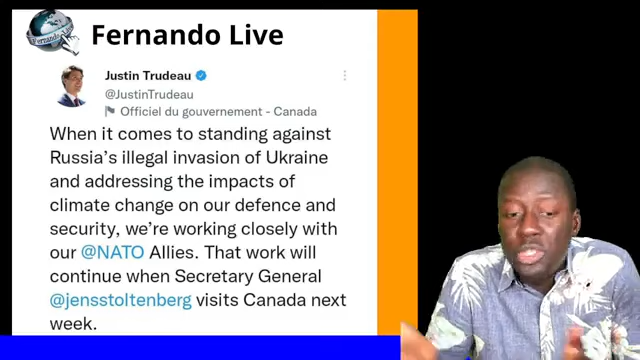 Fernando Live
Justin Trudeau
@JustinTrudeau
Officiel du gouvernement - Canada
When it comes to standing against
Russia's illegal invasion of Ukraine
and addressing the impacts of
climate change on our defence and
security, we're working closely with
our @NATO Allies. That work will
continue when Secretary General
@jensstoltenberg visits Canada next
week.